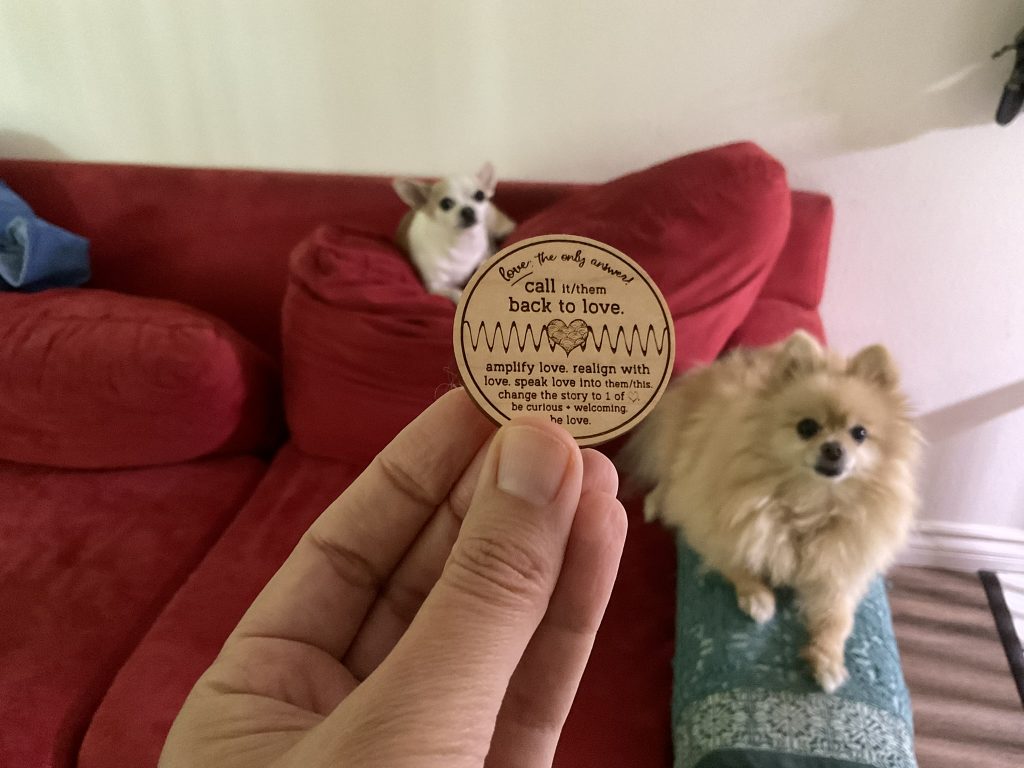 love: the only answer!
call it/them
back to love.
amplify love. realign with
love. speak love into them/this.
change the story to 1 of ♡.
be curious + welcoming.
be love.